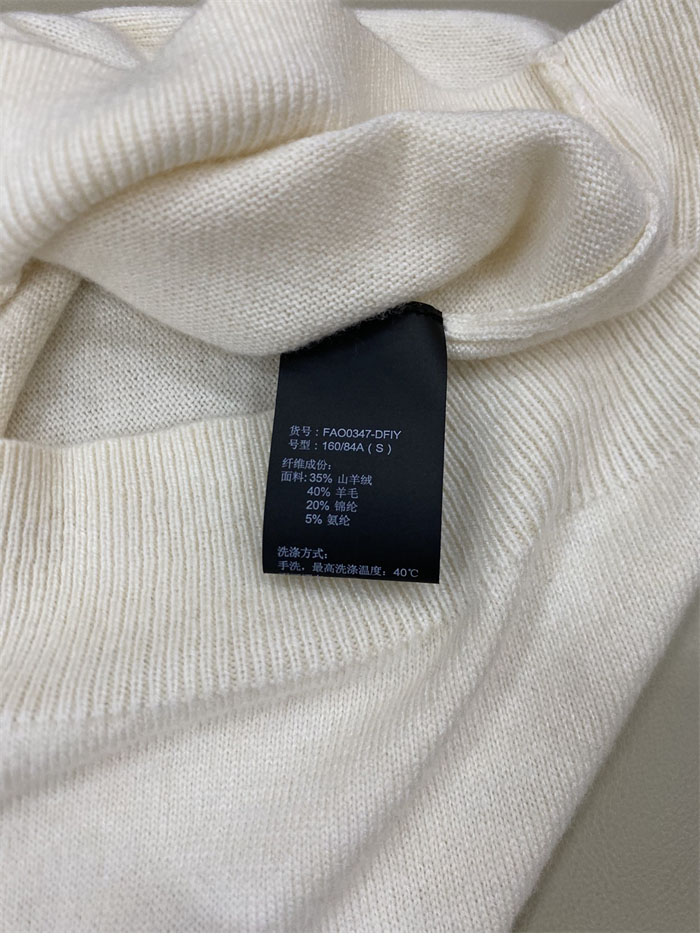 货号：FAO0347-DFIY
号型：160/84A（S）
纤维成份：
面料: 35% 山羊绒
40% 羊毛
20% 锦纶
5% 氨纶
洗涤方式：
手洗，最高洗涤温度：40℃